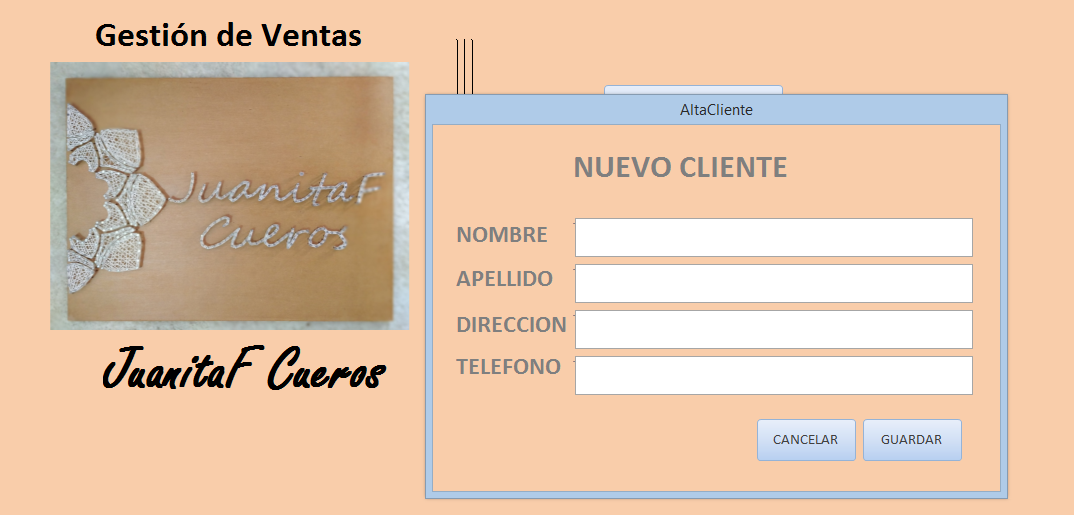 Gestión de Ventas
JuanitaF
Cueros
JuanitaF Cueros
AltaCliente
NUEVO CLIENTE
NOMBRE
APELLIDO
DIRECCION
TELEFONO
CANCELAR GUARDAR